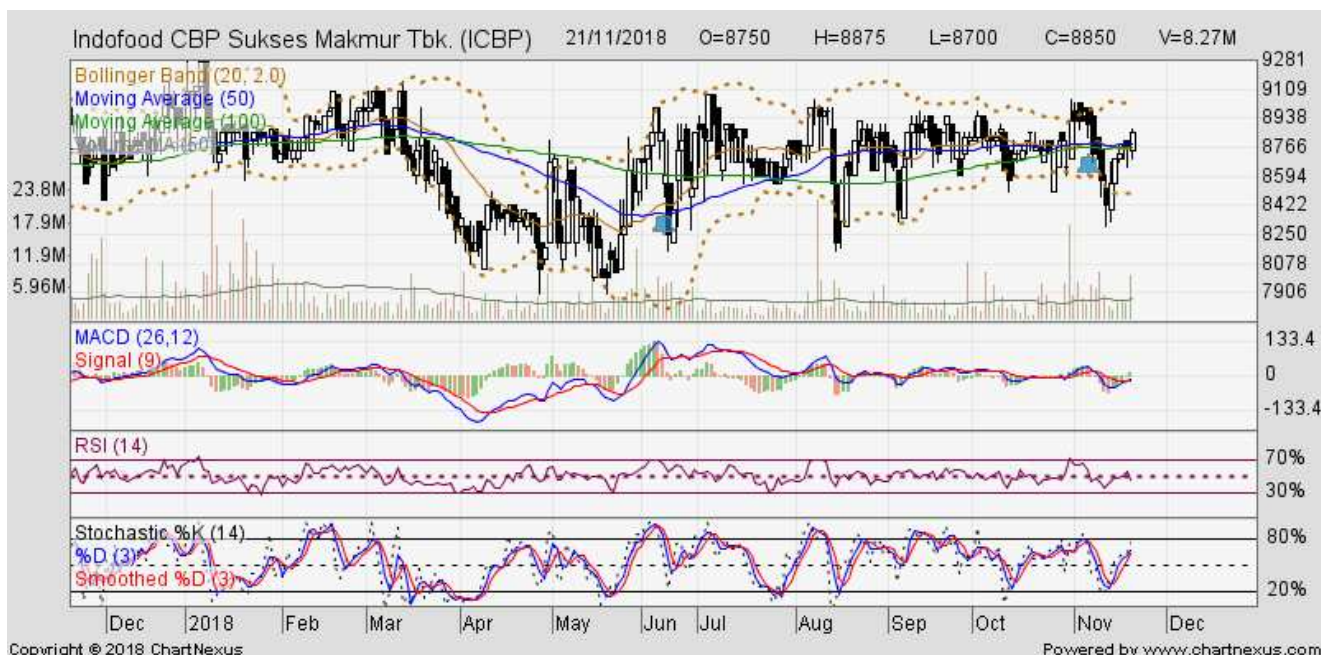 Indofood CBP Sukses Makmur Tbk. (ICBP) 21/11/2018 O=8750 H=8875 L=8700 C=8850 V=8.27M
Bollinger Band (20, 2.0)
Moving Average (50)
Moving Average (100)
9281
9109
8938
8766
8594
8422
8250
8078
7906
23.8M
17.9M
11.9M
5.96M
MACD (26,12)
Signal (9)
133.4
0
-133.4
RSI (14)
70%
30%
Stochastic %K (14)
%D (3)
Smoothed %D (3)
80%
20%
Dec 2018 Feb Mar Apr May Jun Jul Aug Sep Oct Nov Dec
Copyright © 2018 ChartNexus Powered by www.chartnexus.com